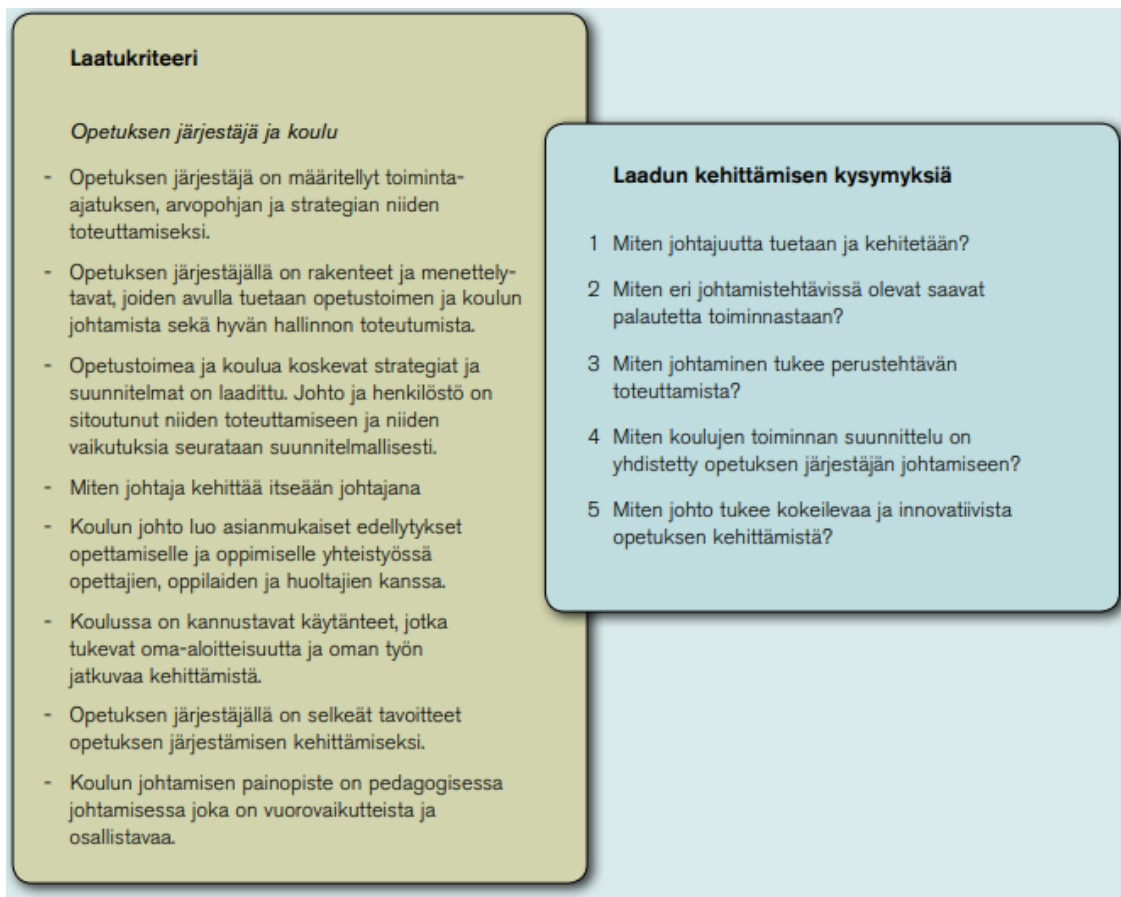 Laatukriteeri
Opetuksen järjestäjä ja koulu
- Opetuksen järjestäjä on määritellyt toiminta-
ajatuksen, arvopohjan ja strategian niiden
toteuttamiseksi.
- Opetuksen järjestäjällä on rakenteet ja menettely-
tavat, joiden avulla tuetaan opetustoimen ja koulun
johtamista sekä hyvän hallinnon toteutumista.
- Opetustoimea ja koulua koskevat strategiat ja
suunnitelmat on laadittu. Johto ja henkilöstö on
sitoutunut niiden toteuttamiseen ja niiden
vaikutuksia seurataan suunnitelmallisesti.
- Miten johtaja kehittää itseään johtajana
- Koulun johto luo asianmukaiset edellytykset
opettamiselle ja oppimiselle yhteistyössä
opettajien, oppilaiden ja huoltajien kanssa.
- Koulussa on kannustavat käytänteet, jotka
tukevat oma-aloitteisuutta ja oman työn
jatkuvaa kehittämistä.
- Opetuksen järjestäjällä on selkeät tavoitteet
opetuksen järjestämisen kehittämiseksi.
- Koulun johtamisen painopiste on pedagogisessa
johtamisessa joka on vuorovaikutteista ja
osallistavaa.
Laadun kehittämisen kysymyksiä
1 Miten johtajuutta tuetaan ja kehitetään?
2 Miten eri johtamistehtävissä olevat saavat
palautetta toiminnastaan?
3 Miten johtaminen tukee perustehtävän
toteuttamista?
4 Miten koulujen toiminnan suunnittelu on
yhdistetty opetuksen järjestäjän johtamiseen?
5 Miten johto tukee kokeilevaa ja innovatiivista
opetuksen kehittämistä?